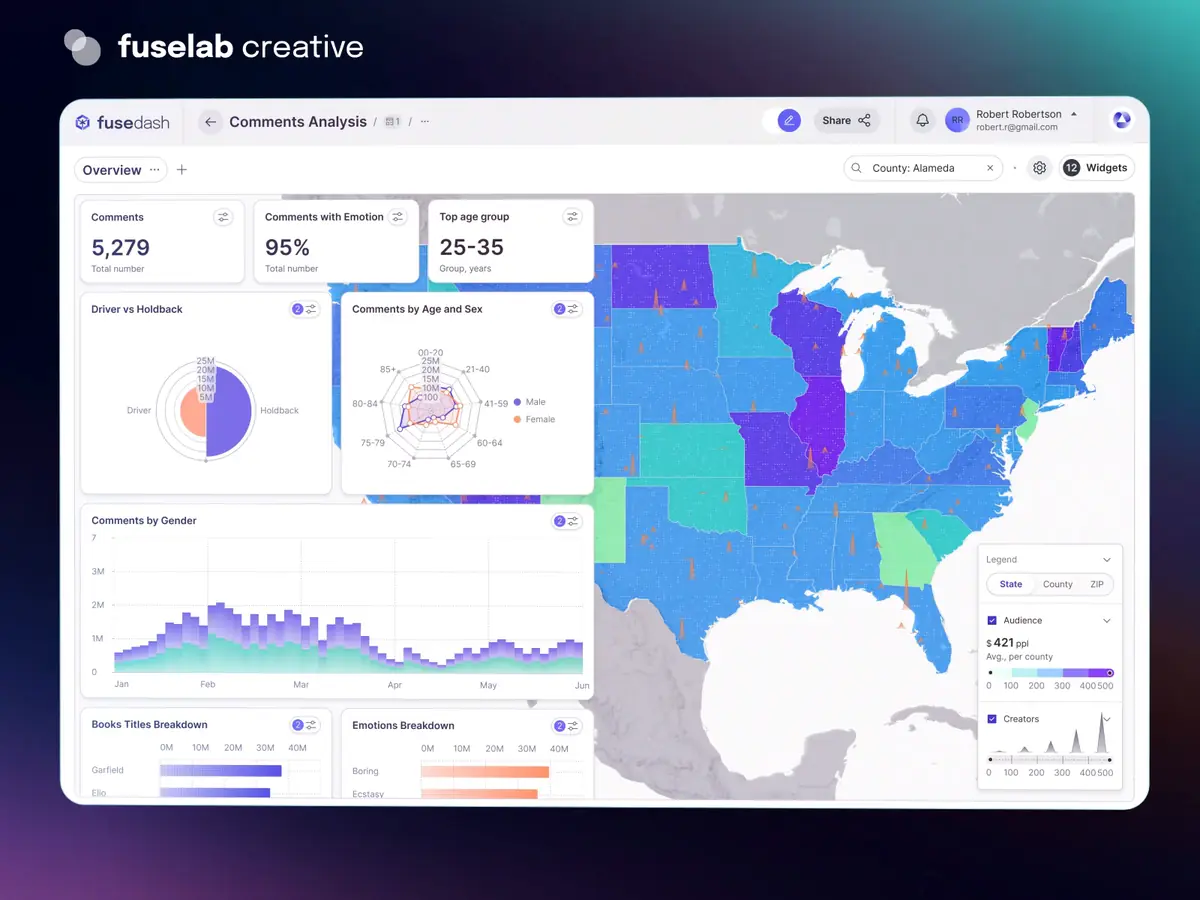 fuselab creative
fusedash
Comments Analysis / 1 / ...
Share
RR
Robert Robertson
robert.r@gmail.com
Overview ... +
County: Alameda ×
12 Widgets
Comments
5,279
Total number
Comments with Emotion
95%
Total number
Top age group
25-35
Group, years
Driver vs Holdback
2
25M
20M
15M
10M
5M
Driver
Holdback
Comments by Age and Sex
2
00-20
25M
20M
15M
10M
100
21-40
41-59
60-64
65-69
70-74
75-79
80-84
85+
Male
Female
Comments by Gender
2
7
3M
2M
1M
0
Jan Feb Mar Apr May Jun
Books Titles Breakdown
2
0M 10M 20M 30M 40M
Garfield
Elio
Emotions Breakdown
2
0M 10M 20M 30M 40M
Boring
Ecstasy
Legend
State County ZIP
Audience
$ 421 ppl
Avg., per county
0 100 200 300 400 500
Creators
0 100 200 300 400 500